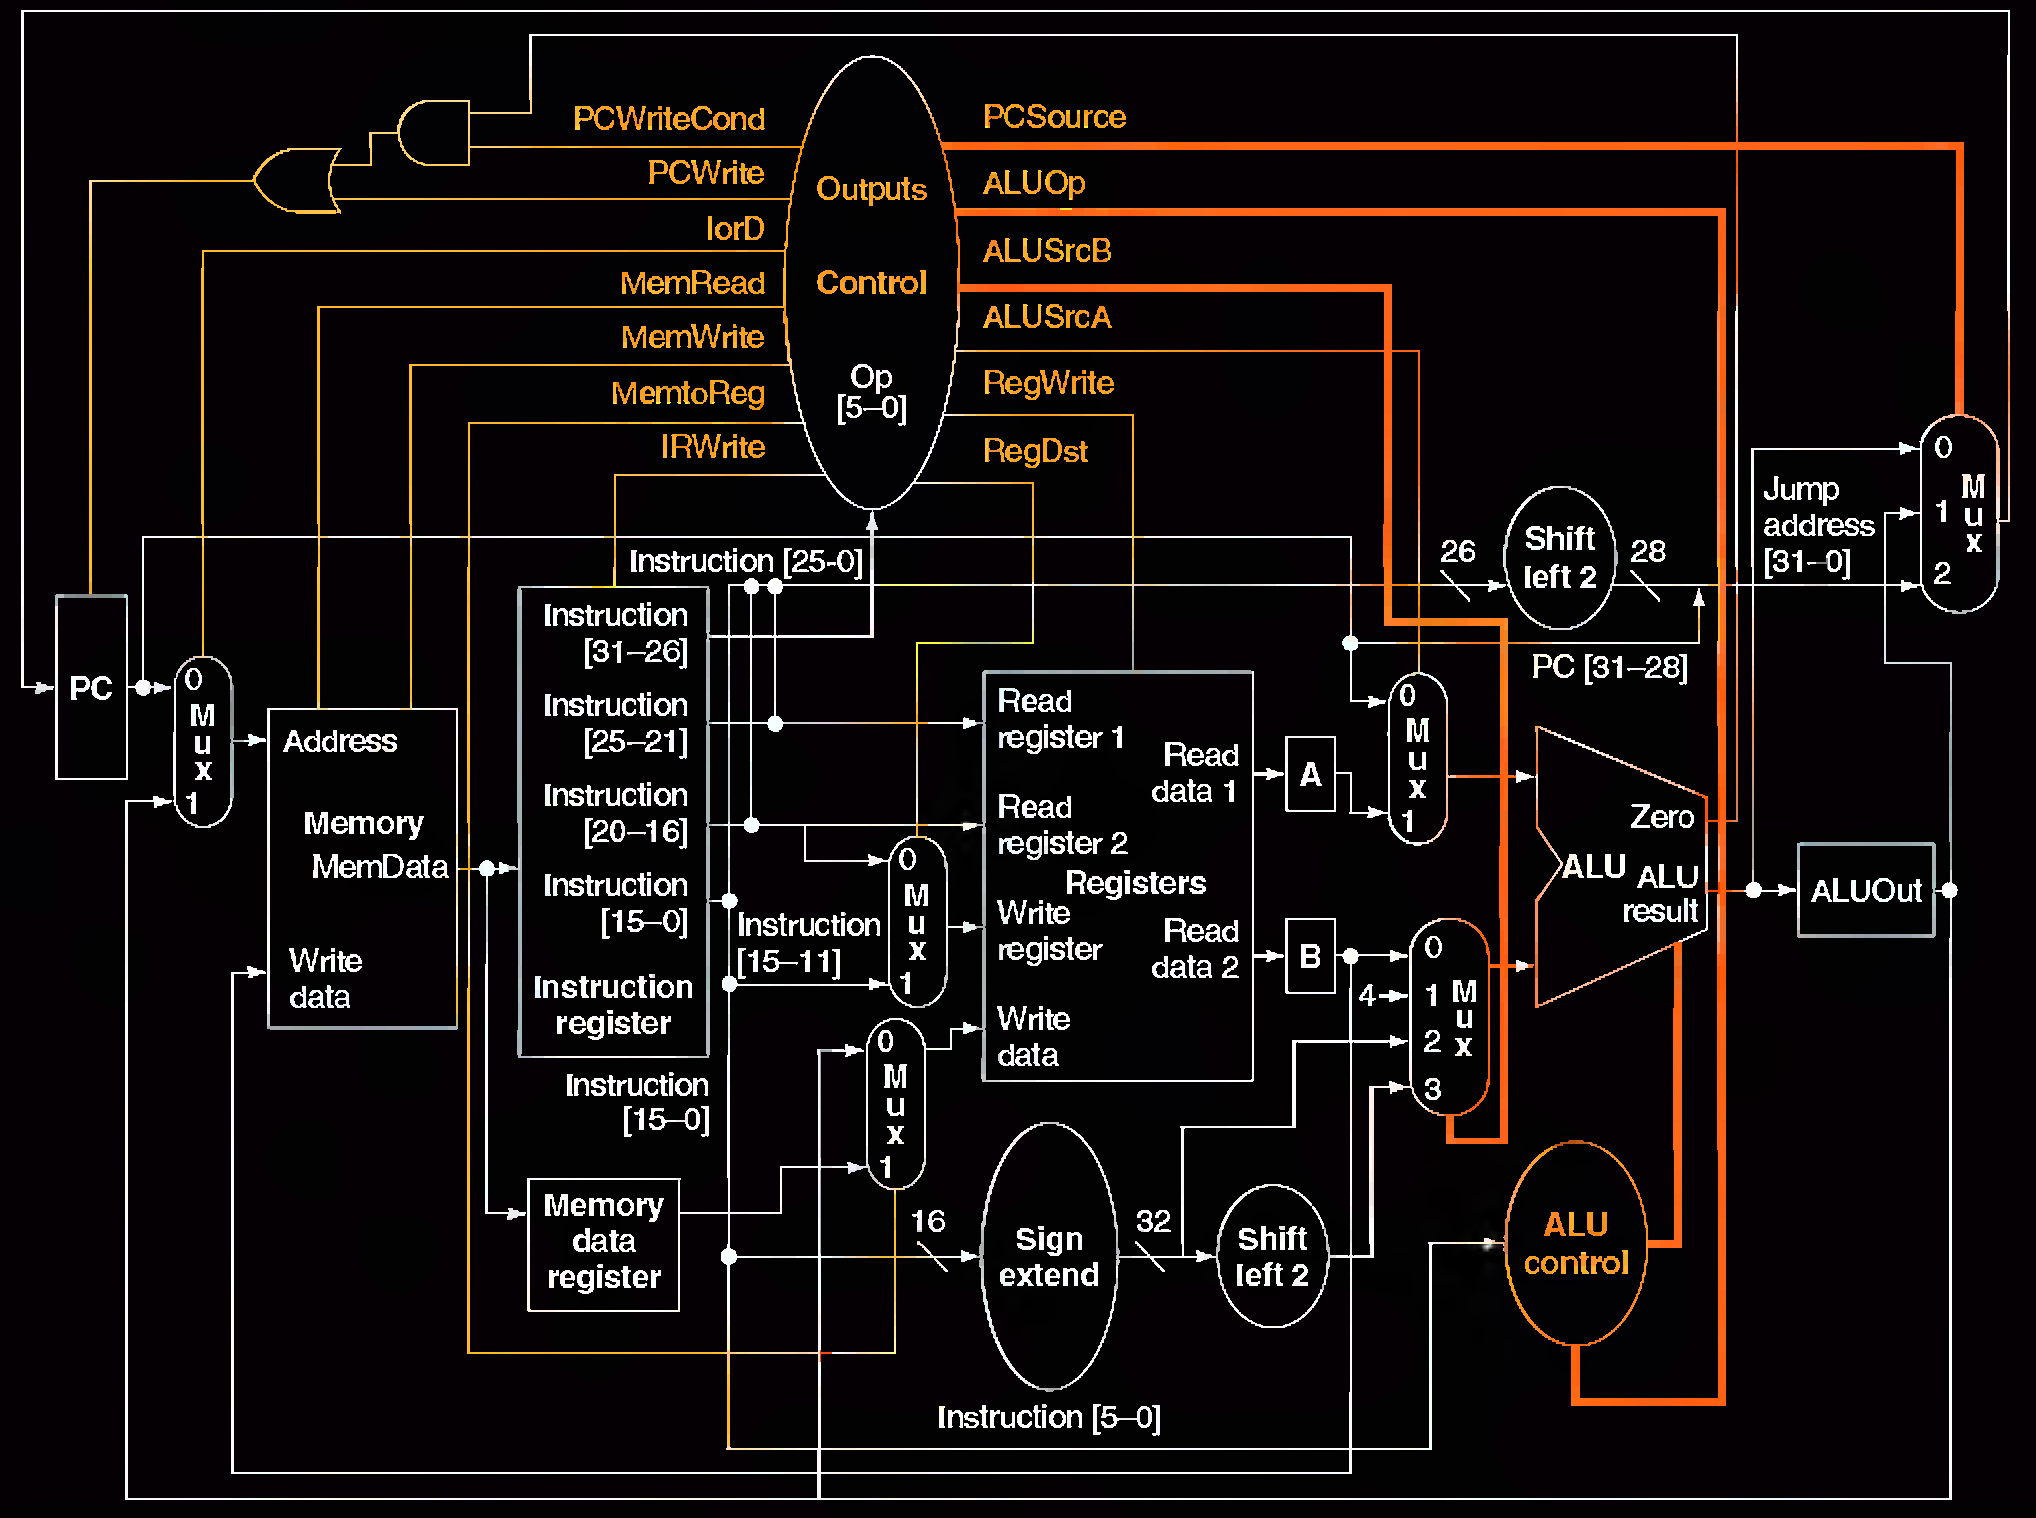 PCWriteCond
PCWrite
IorD
MemRead
MemWrite
MemtoReg
IRWrite
Outputs
Control
Op
[5–0]
PCSource
ALUOp
ALUSrcB
ALUSrcA
RegWrite
RegDst
PC
0
M
u
x
1
Address
Memory
MemData
Write
data
Instruction [25-0]
Instruction
[31–26]
Instruction
[25–21]
Instruction
[20–16]
Instruction
[15–0]
Instruction
register
Instruction
[15–0]
Memory
data
register
Instruction
[15–11]
0
M
u
x
1
0
M
u
x
1
Read
register 1
Read
register 2
Registers
Write
register
Write
data
Read
data 1
Read
data 2
16
Sign
extend
32
Shift
left 2
Instruction [5–0]
A
B
4
0
M
u
x
1
0
1
2
3
M
u
x
26
Shift
left 2
28
PC [31–28]
Jump
address
[31–0]
0
1
2
M
u
x
Zero
ALU
ALU
result
ALUOut
ALU
control